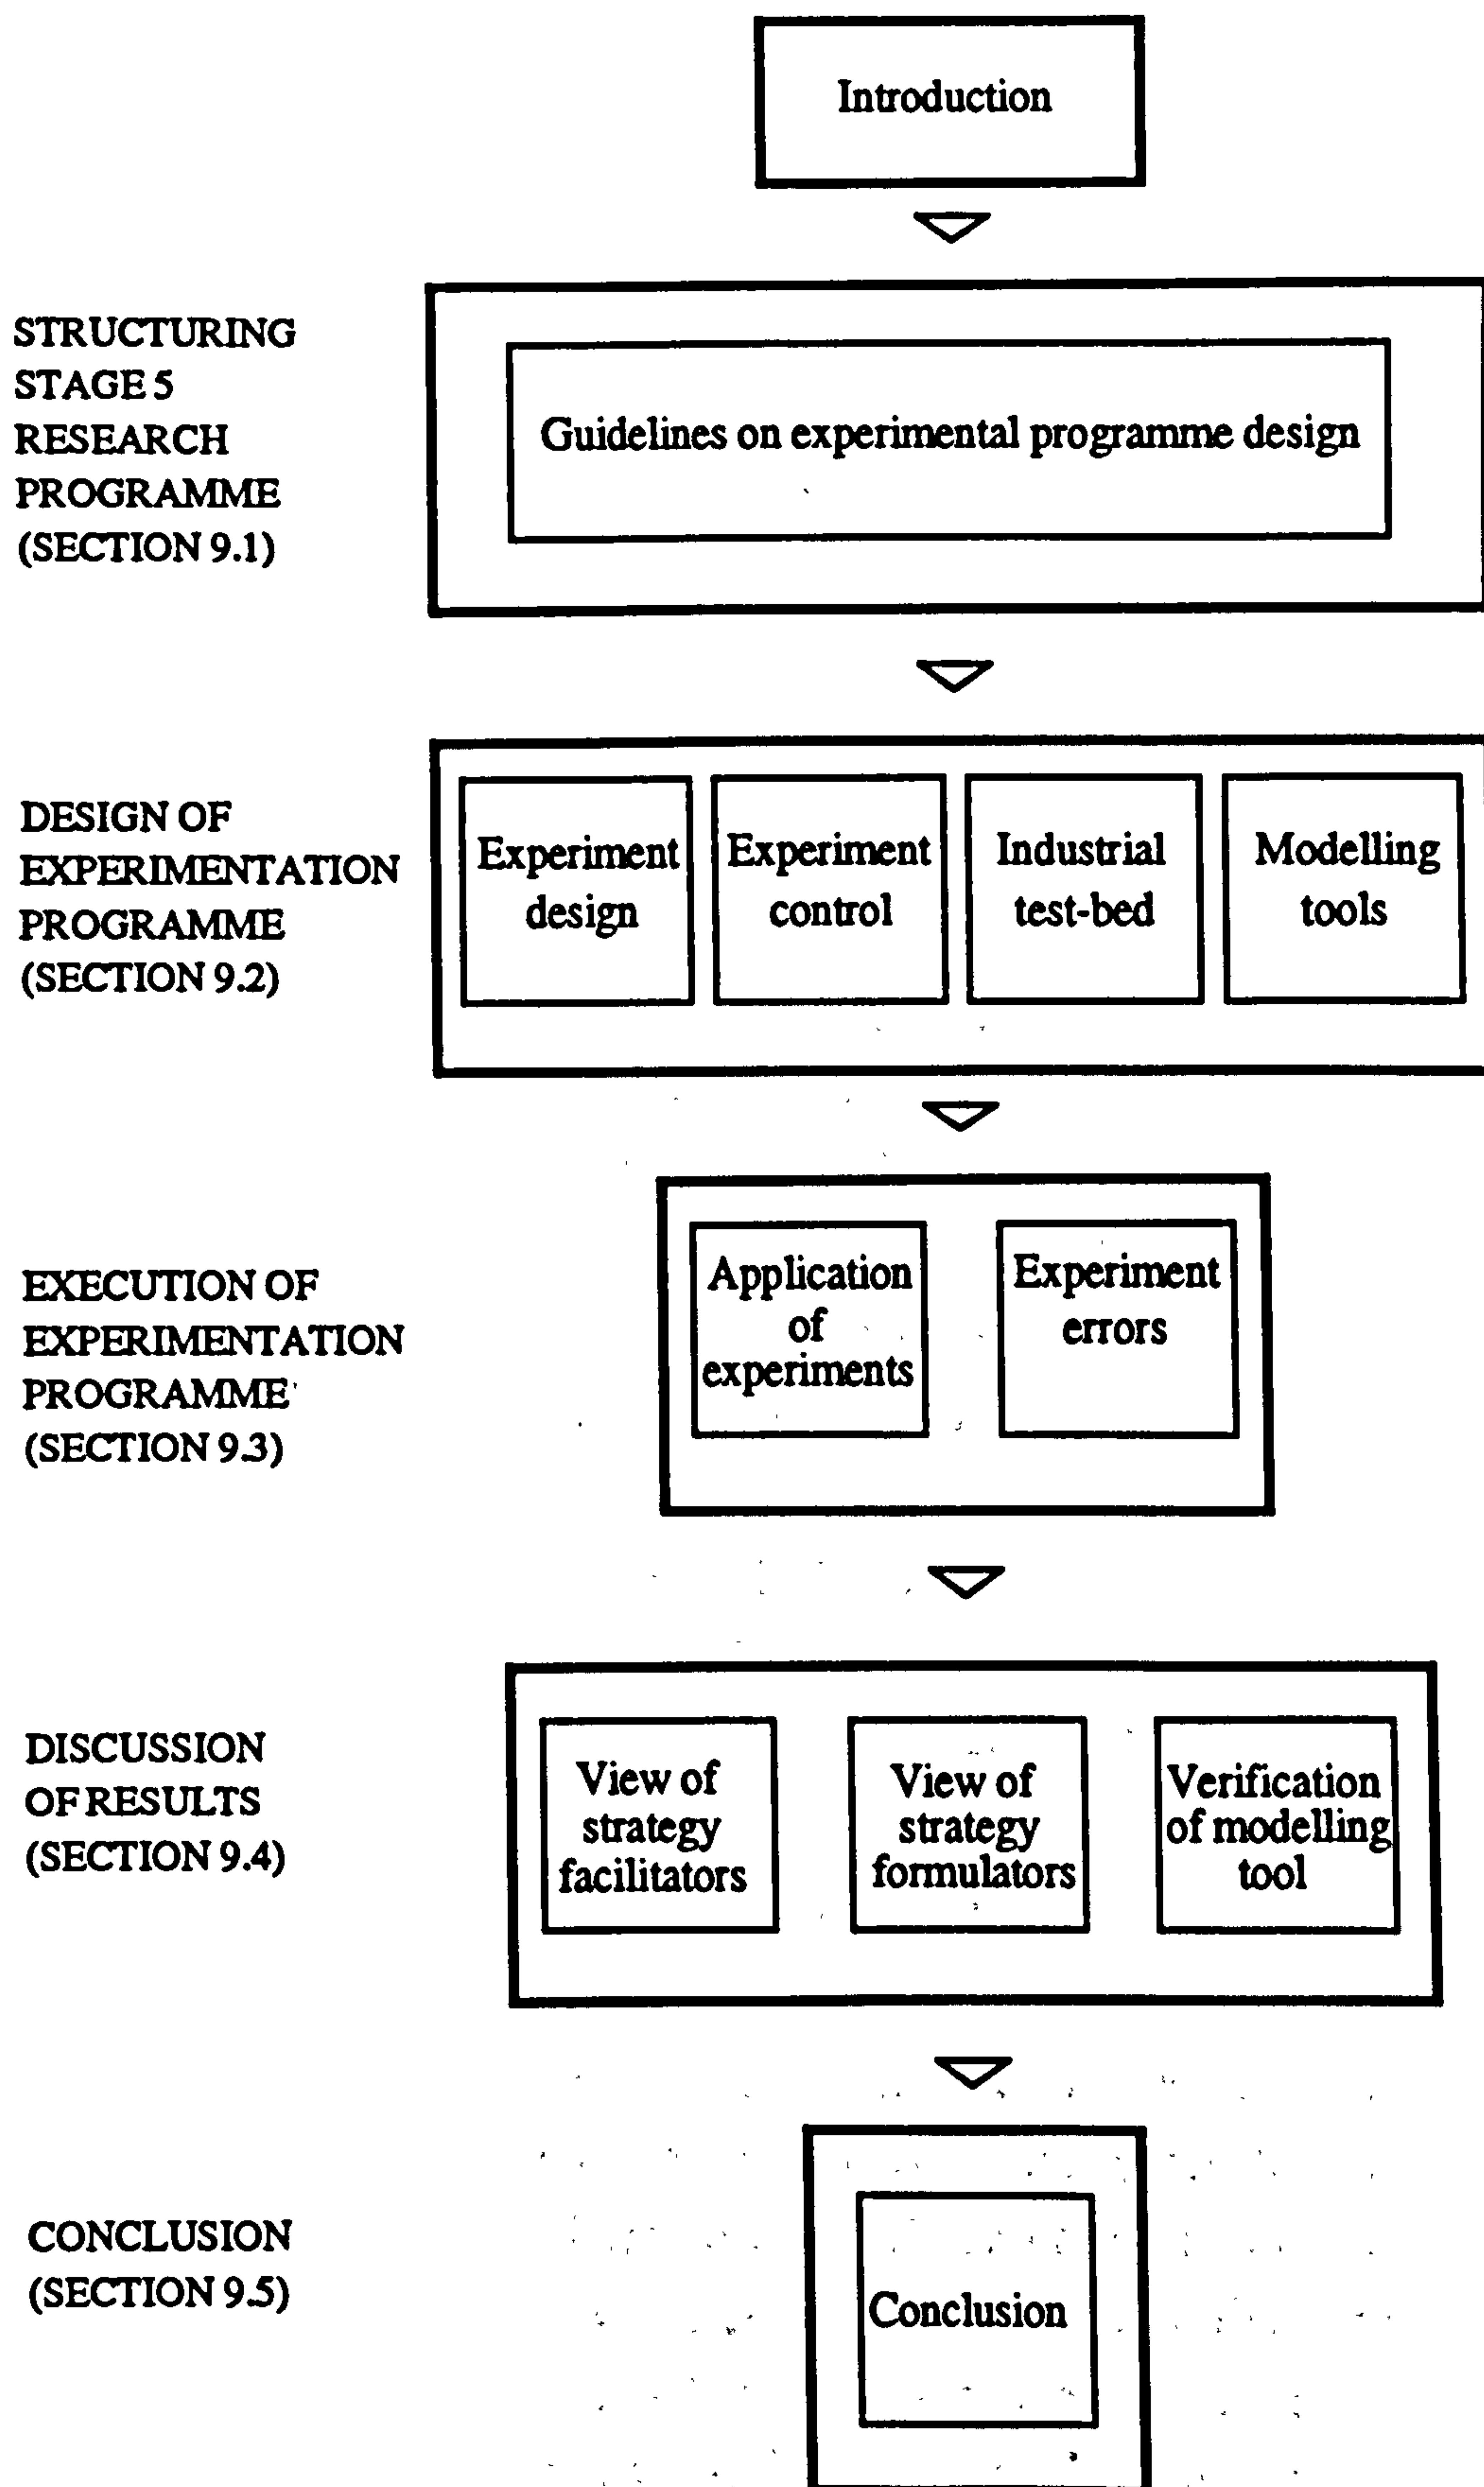 Introduction
STRUCTURING
STAGE 5
RESEARCH
PROGRAMME
(SECTION 9.1)
Guidelines on experimental programme design
DESIGN OF
EXPERIMENTATION
PROGRAMME
(SECTION 9.2)
Experiment
design
Experiment
control
Industrial
test-bed
Modelling
tools
EXECUTION OF
EXPERIMENTATION
PROGRAMME
(SECTION 9.3)
Application
of
experiments
Experiment
errors
DISCUSSION
OF RESULTS
(SECTION 9.4)
View of
strategy
facilitators
View of
strategy
formulators
Verification
of modelling
tool
CONCLUSION
(SECTION 9.5)
Conclusion